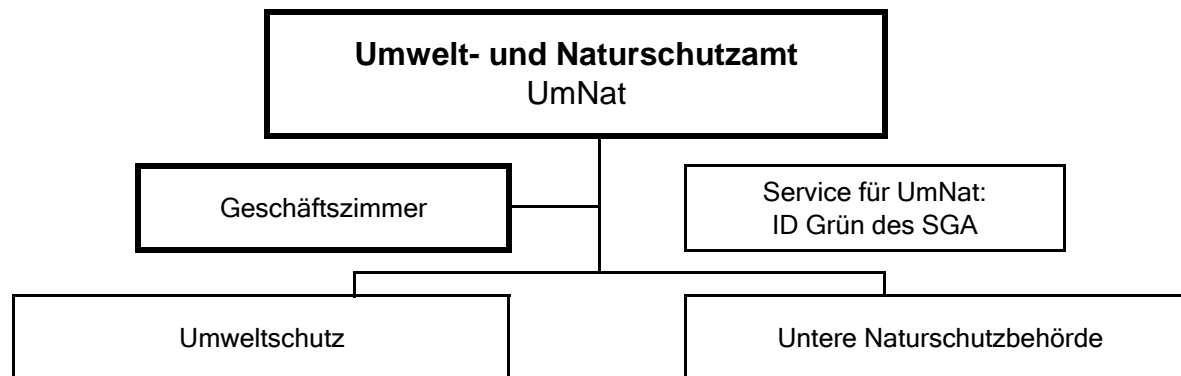 Umwelt- und Naturschutzamt
UmNat
Geschäftszimmer
Service für UmNat:
ID Grün des SGA
Umweltschutz
Untere Naturschutzbehörde